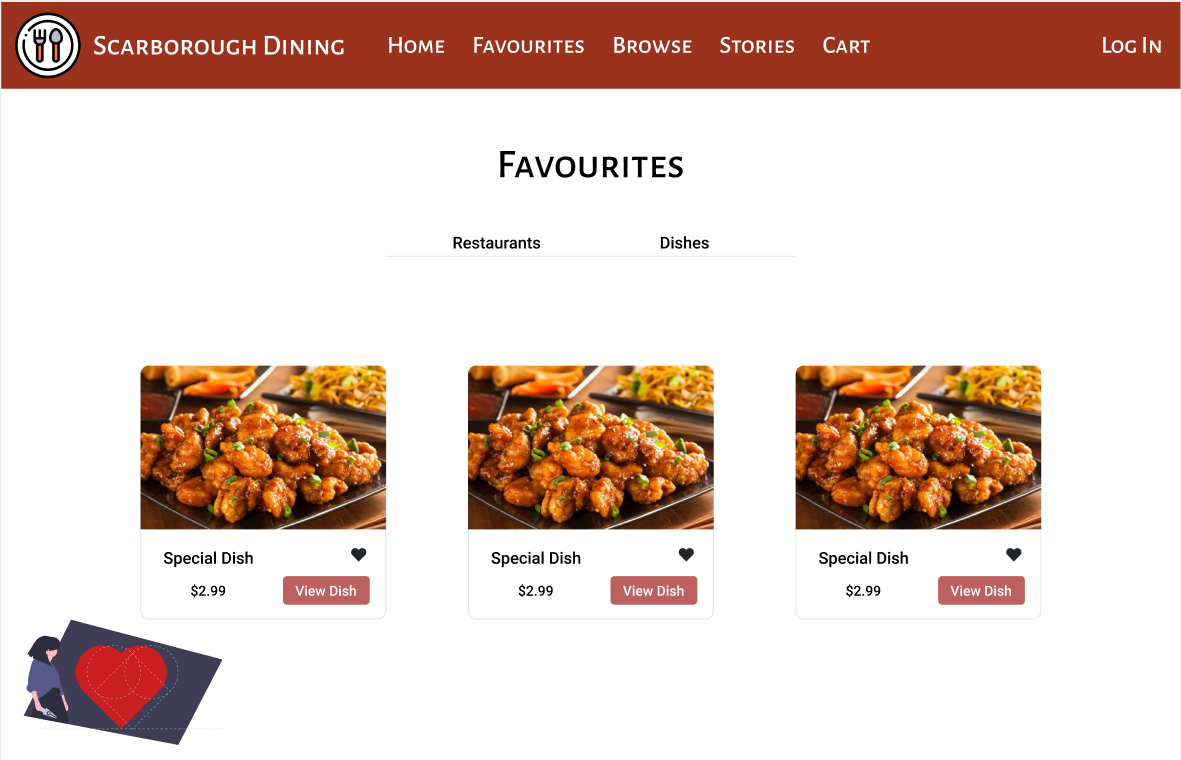 Scarborough Dining Home Favourites Browse Stories Cart Log In
Favourites
Restaurants Dishes
Special Dish Special Dish Special Dish
$2.99 View Dish $2.99 View Dish $2.99 View Dish